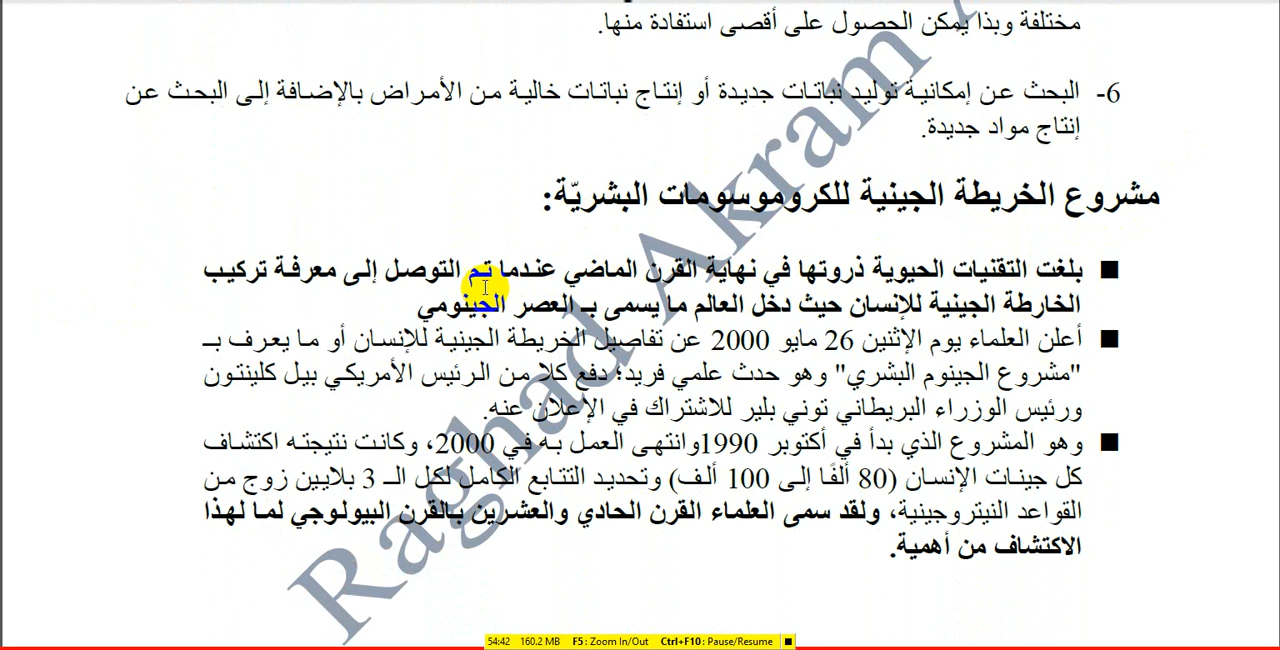 مختلفة وبذا يمكن الحصول على أقصى استفادة منها.
6- البحث عن إمكانية توليد نباتات جديدة أو إنتاج نباتات خالية من الأمراض بالإضافة إلى البحث عن
إنتاج مواد جديدة.
مشروع الخريطة الجينية للكروموسومات البشريّة:
■ بلغت التقنيات الحيوية ذروتها في نهاية القرن الماضي عندما تم التوصل إلى معرفة تركيب
الخارطة الجينية للإنسان حيث دخل العالم ما يسمى بـ العصر الجينومي
■ أعلن العلماء يوم الإثنين 26 مايو 2000 عن تفاصيل الخريطة الجينية للإنسان أو ما يعرف بـ
"مشروع الجينوم البشري" وهو حدث علمي فريد؛ دفع كلا من الرئيس الأمريكي بيل كلينتون
ورئيس الوزراء البريطاني توني بلير للاشتراك في الإعلان عنه.
■ وهو المشروع الذي بدأ في أكتوبر 1990وانتهى العمل به في 2000، وكانت نتيجته اكتشاف
كل جينات الإنسان (80 ألفًا إلى 100 ألف) وتحديد التتابع الكامل لكل الـ 3 بلايين زوج من
القواعد النيتروجينية، ولقد سمى العلماء القرن الحادي والعشرين بالقرن البيولوجي لما لهذا
الاكتشاف من أهمية.
Raghad Akram A
54:42 160.2 MB F5: Zoom In/Out Ctrl+F10: Pause/Resume